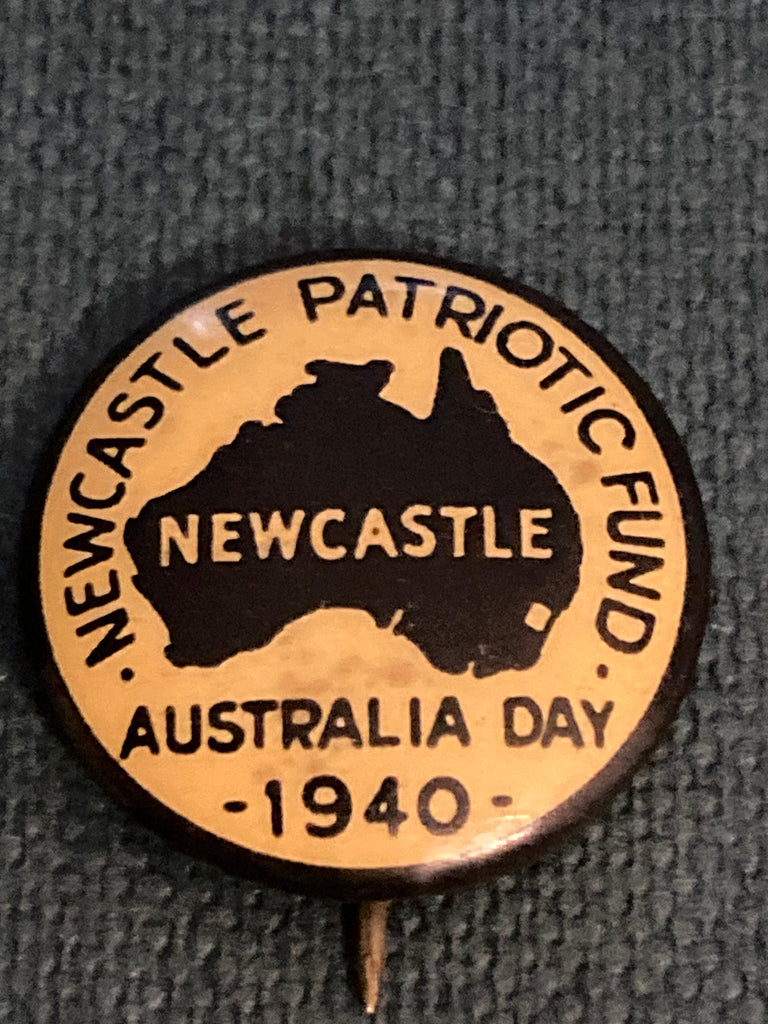 · NEWCASTLE PATRIOTIC FUND ·
NEWCASTLE
AUSTRALIA DAY
- 1940 -